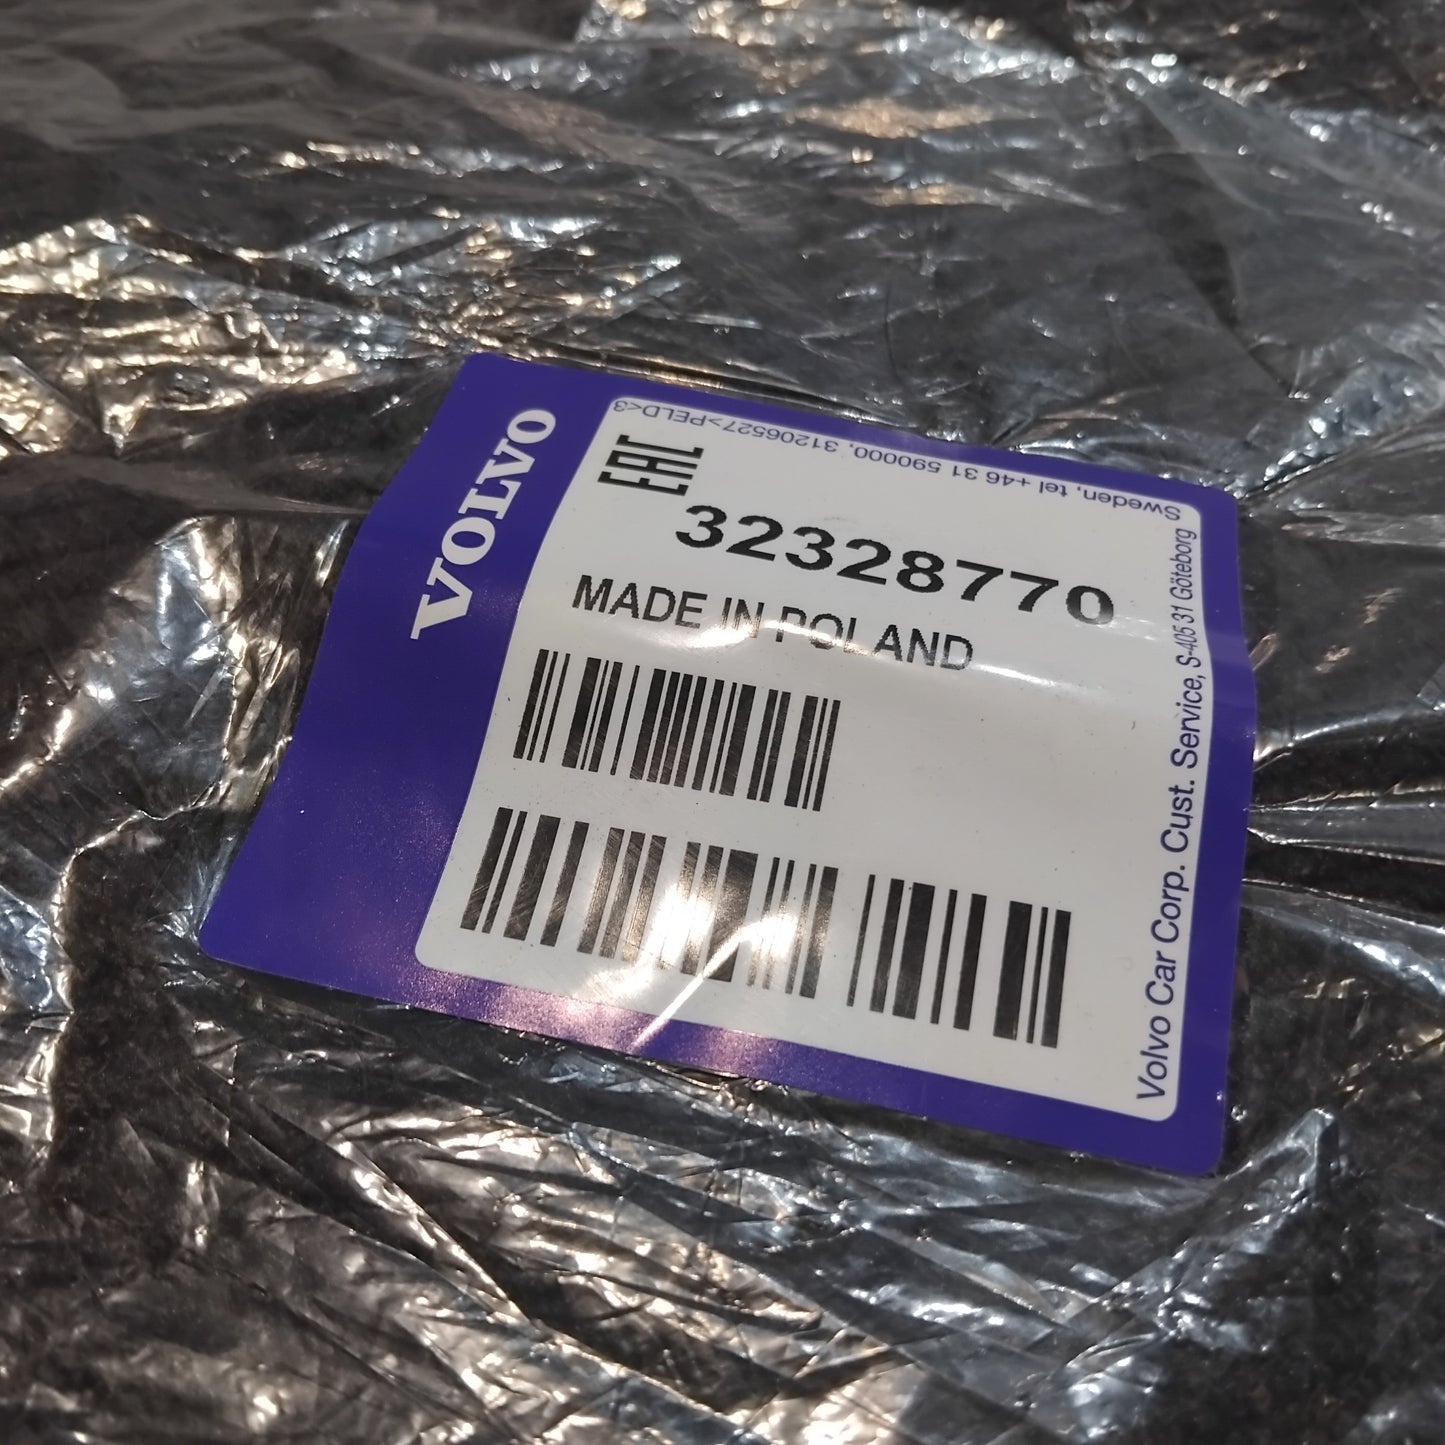 VOLVO
EAC
32328770
MADE IN POLAND
Volvo Car Corp. Cust. Service, S-405 31 Göteborg
Sweden, tel +46 31 590000, 31206527>PELD<3